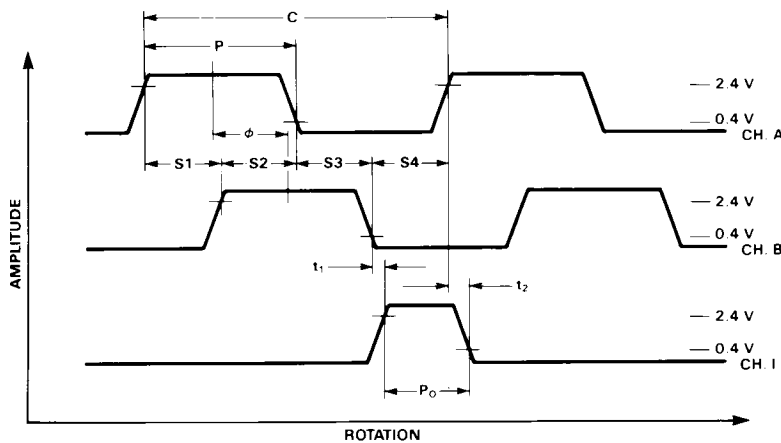 C
P
2.4 V
0.4 V
CH. A
ϕ
S1 S2 S3 S4
2.4 V
0.4 V
CH. B
t1 t2
2.4 V
0.4 V
CH. I
PO
AMPLITUDE
ROTATION